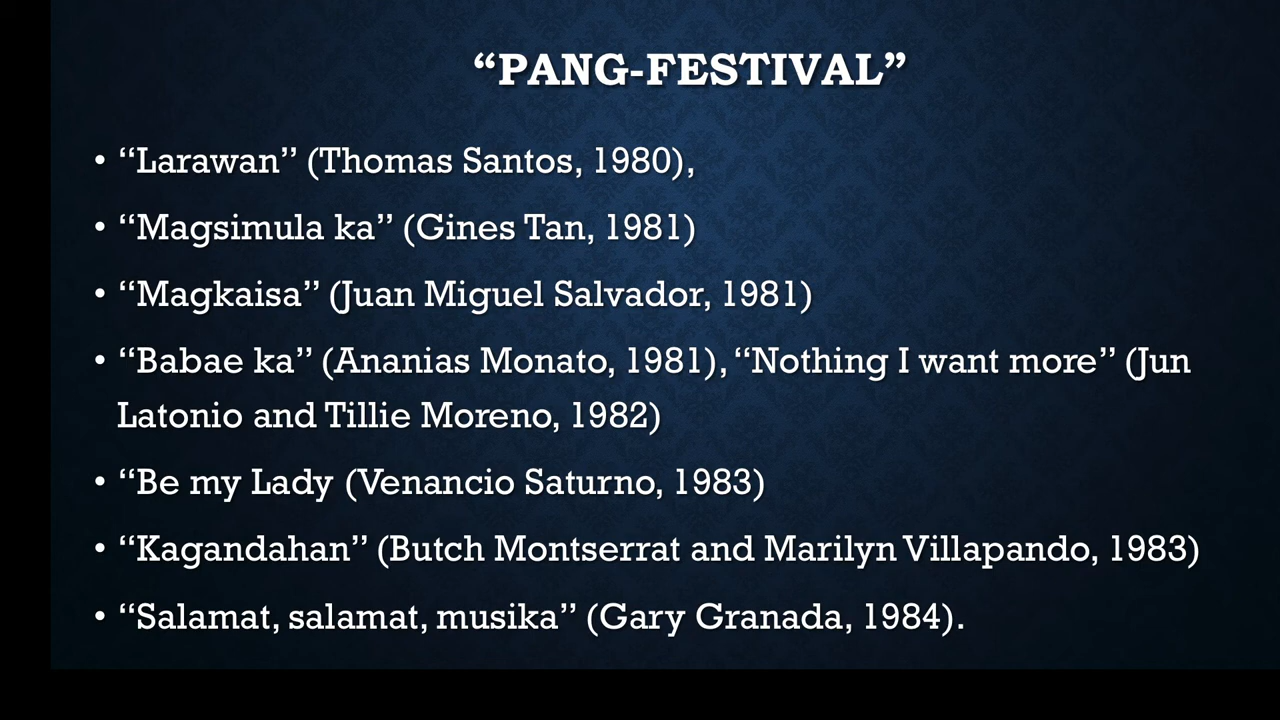 “PANG-FESTIVAL”
• “Larawan” (Thomas Santos, 1980),
• “Magsimula ka” (Gines Tan, 1981)
• “Magkaisa” (Juan Miguel Salvador, 1981)
• “Babae ka” (Ananias Monato, 1981), “Nothing I want more” (Jun
Latonio and Tillie Moreno, 1982)
• “Be my Lady (Venancio Saturno, 1983)
• “Kagandahan” (Butch Montserrat and Marilyn Villapando, 1983)
• “Salamat, salamat, musika” (Gary Granada, 1984).